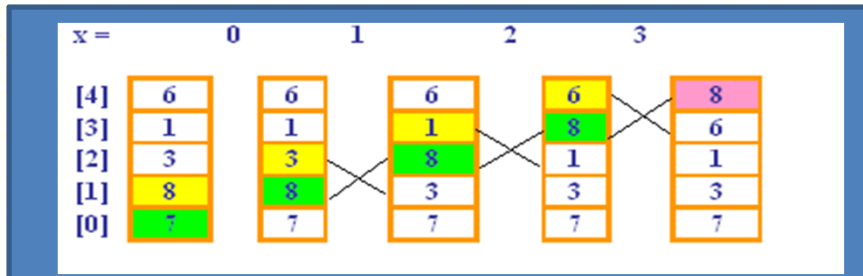 x = 0 1 2 3
[4] 6 6 6 6 8
[3] 1 1 1 8 6
[2] 3 3 8 1 1
[1] 8 8 3 3 3
[0] 7 7 7 7 7